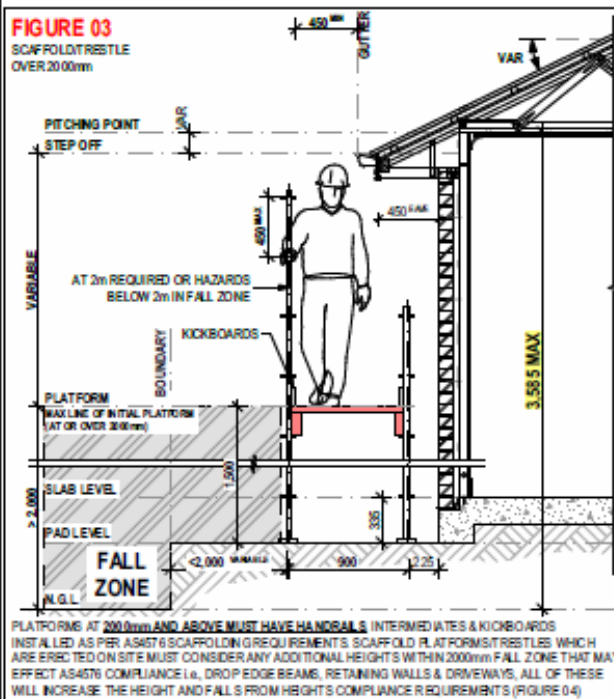 FIGURE 03
SCAFFOLD/TRESTLE
OVER 2000mm
450 MIN
GUTTER
VAR
PITCHING POINT
VAR
STEP OFF
450 MAX
450 EAVE
VARIABLE
AT 2m REQUIRED OR HAZARDS
BELOW 2m IN FALL ZONE
BOUNDARY
KICKBOARDS
3,585 MAX
PLATFORM
MAX LINE OF INITIAL PLATFORM
(AT OR OVER 2000mm)
1,500
SLAB LEVEL
> 2,000
335
PAD LEVEL
FALL
ZONE
<2,000 VARIABLE
900
225
N.G.L
PLATFORMS AT 2000mm AND ABOVE MUST HAVE HANDRAILS INTERMEDIATES & KICKBOARDS
INSTALLED AS PER AS4576 SCAFFOLDING REQUIREMENTS. SCAFFOLD PLATFORMS/TRESTLES WHICH
ARE ERECTED ON SITE MUST CONSIDER ANY ADDITIONAL HEIGHTS WITHIN 2000mm FALL ZONE THAT MAY
EFFECT AS4576 COMPLIANCE i.e, DROP EDGE BEAMS, RETAINING WALLS & DRIVEWAYS, ALL OF THESE
WILL INCREASE THE HEIGHT AND FALLS FROM HEIGHTS COMPLIANCE REQUIREMENTS (FIGURE 04)